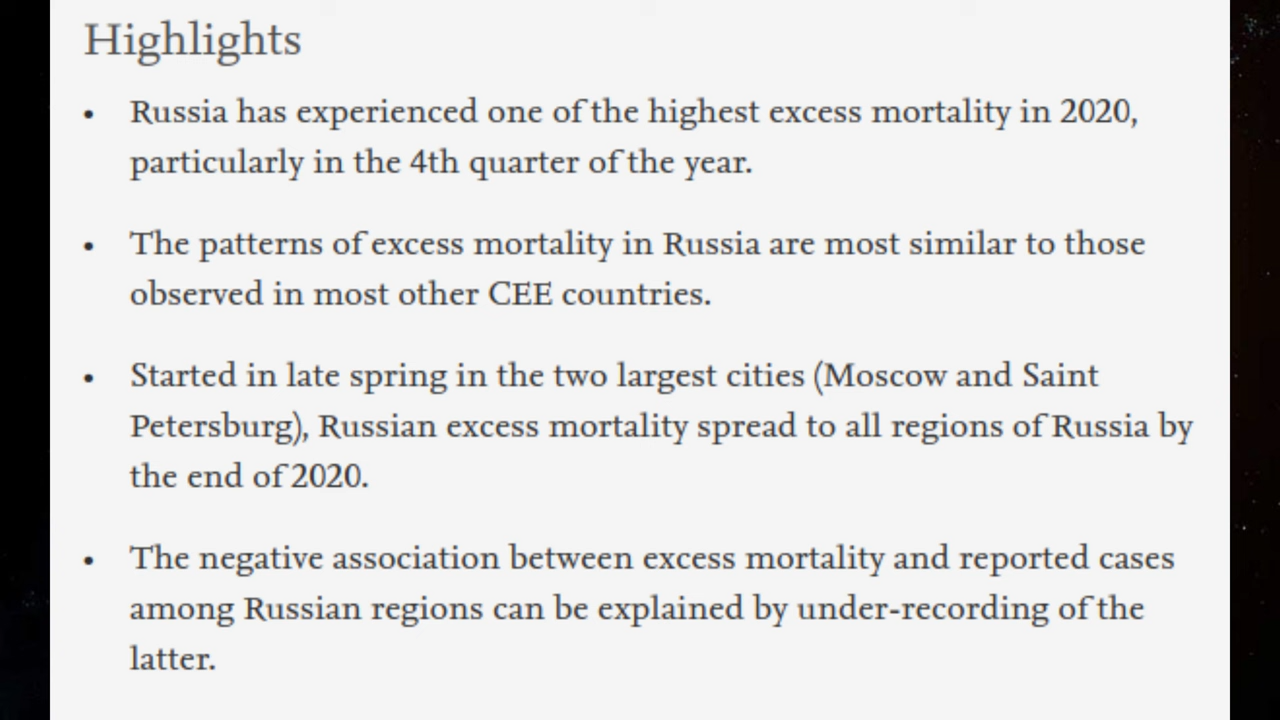 Highlights
• Russia has experienced one of the highest excess mortality in 2020,
particularly in the 4th quarter of the year.
• The patterns of excess mortality in Russia are most similar to those
observed in most other CEE countries.
• Started in late spring in the two largest cities (Moscow and Saint
Petersburg), Russian excess mortality spread to all regions of Russia by
the end of 2020.
• The negative association between excess mortality and reported cases
among Russian regions can be explained by under-recording of the
latter.